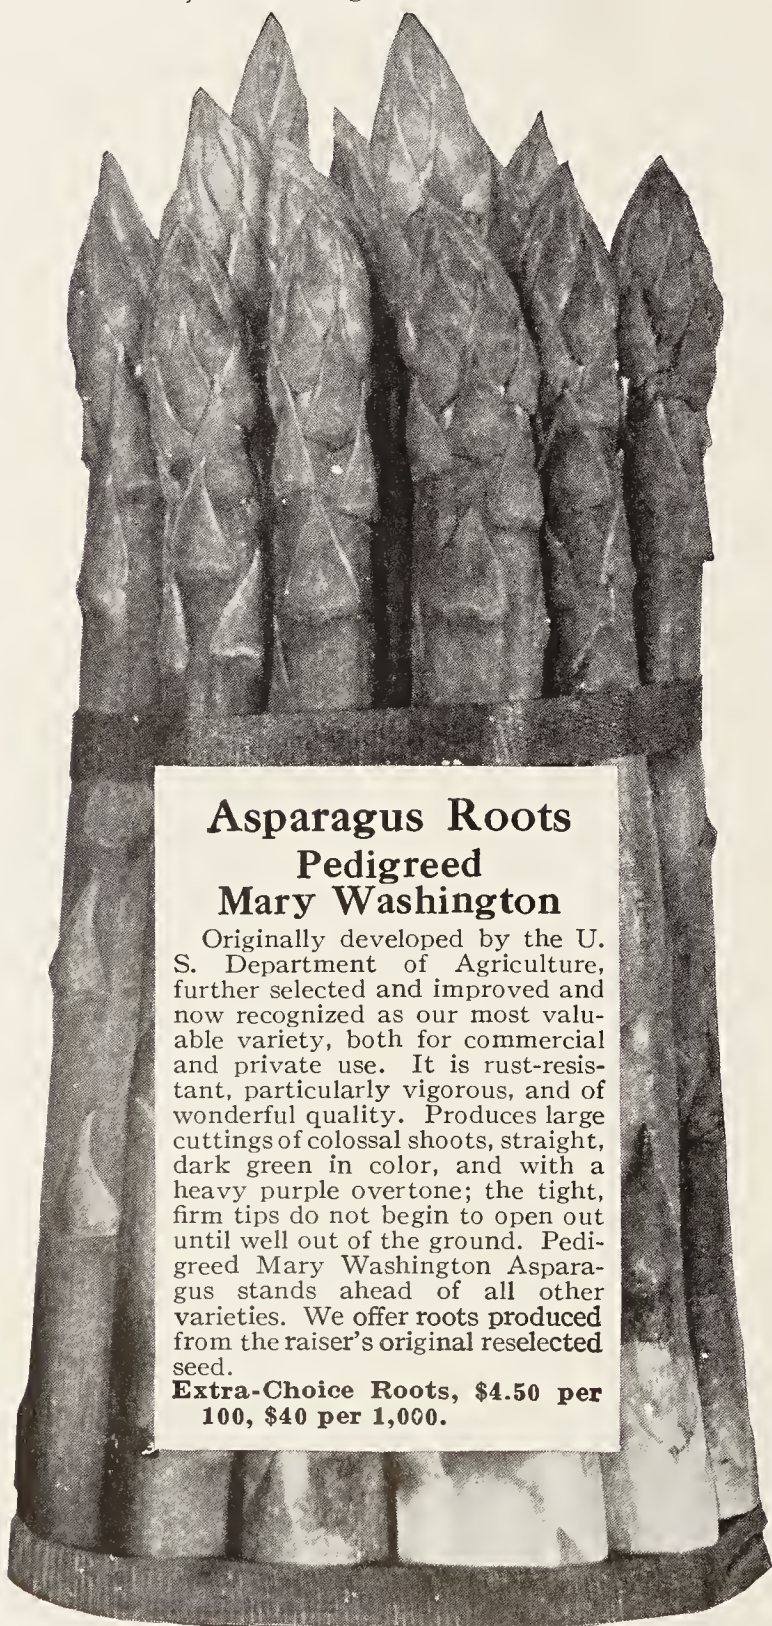 Asparagus Roots
Pedigreed
Mary Washington
Originally developed by the U.
S. Department of Agriculture,
further selected and improved and
now recognized as our most valu-
able variety, both for commercial
and private use. It is rust-resis-
tant, particularly vigorous, and of
wonderful quality. Produces large
cuttings of colossal shoots, straight,
dark green in color, and with a
heavy purple overtone; the tight,
firm tips do not begin to open out
until well out of the ground. Pedi-
greed Mary Washington Aspara-
gus stands ahead of all other
varieties. We offer roots produced
from the raiser's original reselected
seed.
Extra-Choice Roots, $4.50 per
100, $40 per 1,000.